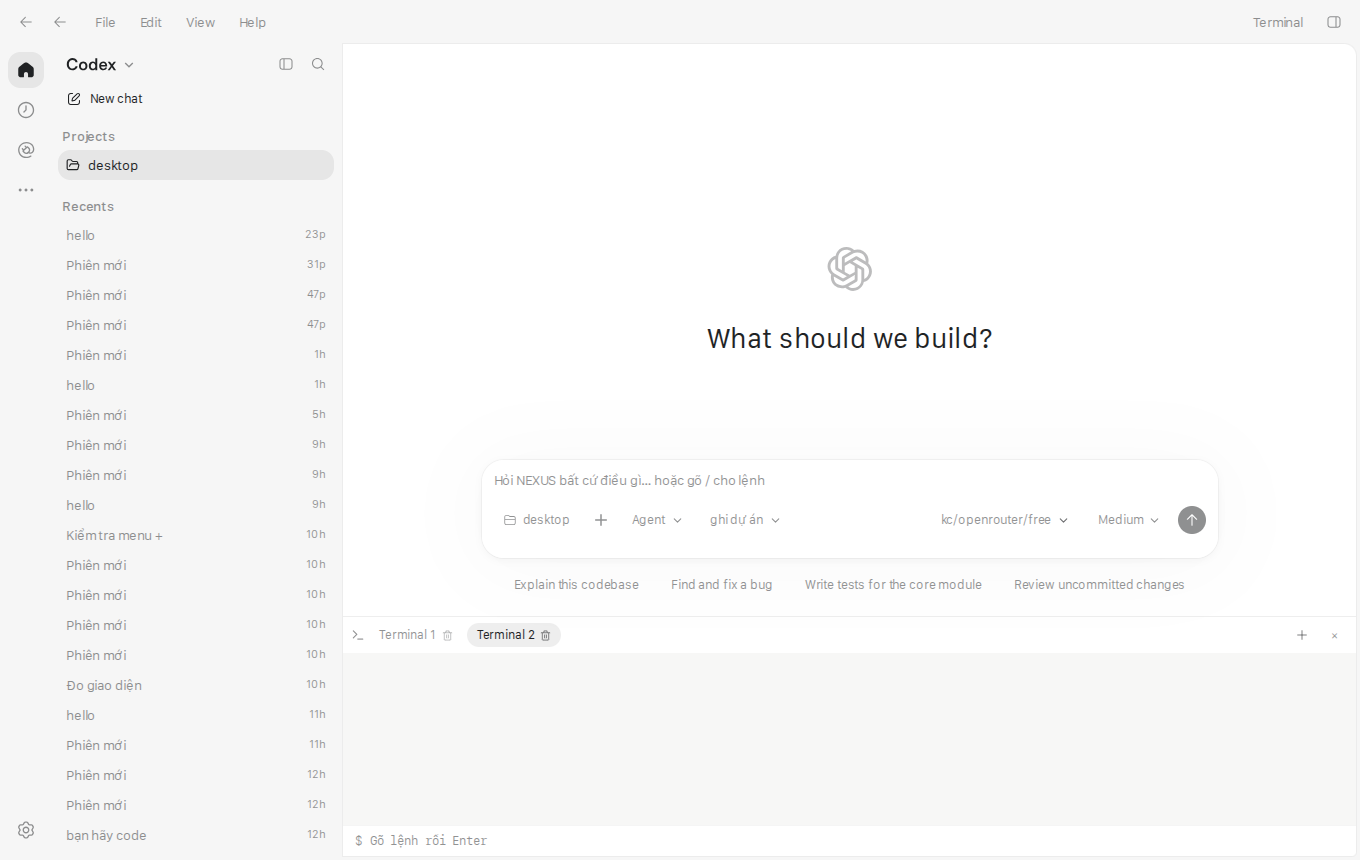 File Edit View Help Terminal
Codex
New chat
Projects
desktop
Recents
hello 23p
Phiên mới 31p
Phiên mới 47p
Phiên mới 47p
Phiên mới 1h
hello 1h
Phiên mới 5h
Phiên mới 9h
Phiên mới 9h
hello 9h
Kiểm tra menu + 10h
Phiên mới 10h
Phiên mới 10h
Phiên mới 10h
Phiên mới 10h
Đo giao diện 10h
hello 11h
Phiên mới 11h
Phiên mới 12h
Phiên mới 12h
bạn hãy code 12h
What should we build?
Hỏi NEXUS bất cứ điều gì... hoặc gõ / cho lệnh
desktop Agent ghi dự án kc/openrouter/free Medium
Explain this codebase Find and fix a bug Write tests for the core module Review uncommitted changes
Terminal 1 Terminal 2
$ Gõ lệnh rồi Enter